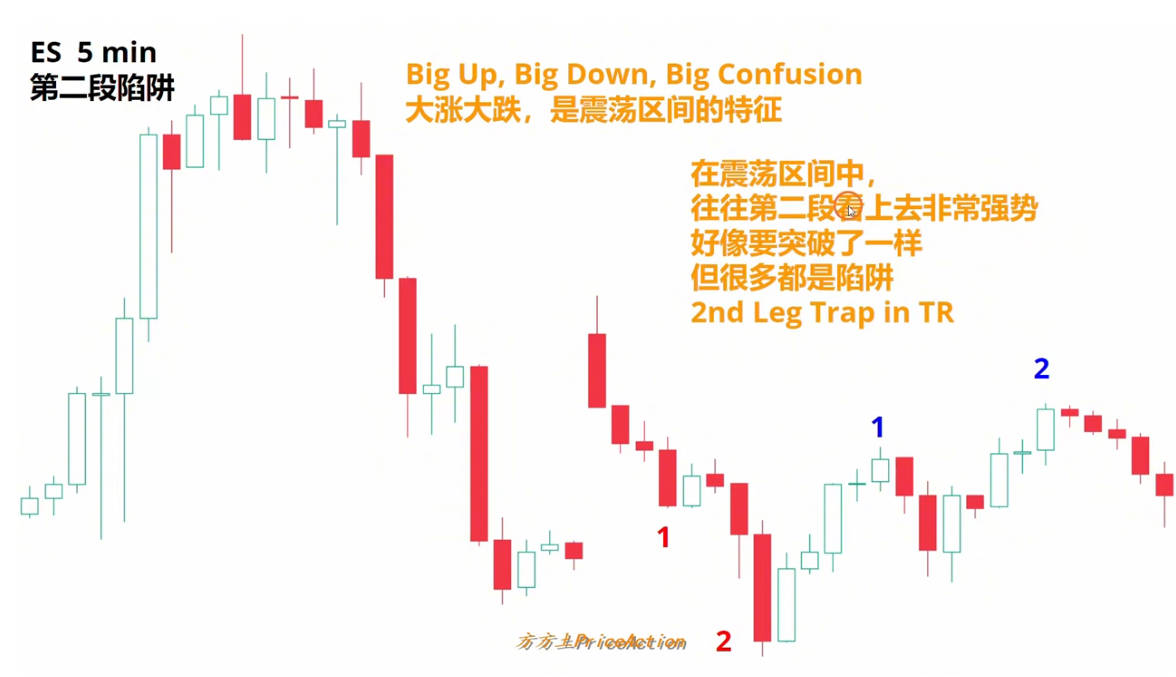 ES 5 min
第二段陷阱
Big Up, Big Down, Big Confusion
大涨大跌，是震荡区间的特征
在震荡区间中，
往往第二段看上去非常强势
好像要突破了一样
但很多都是陷阱
2nd Leg Trap in TR
2
1
1
2
方方土PriceAction